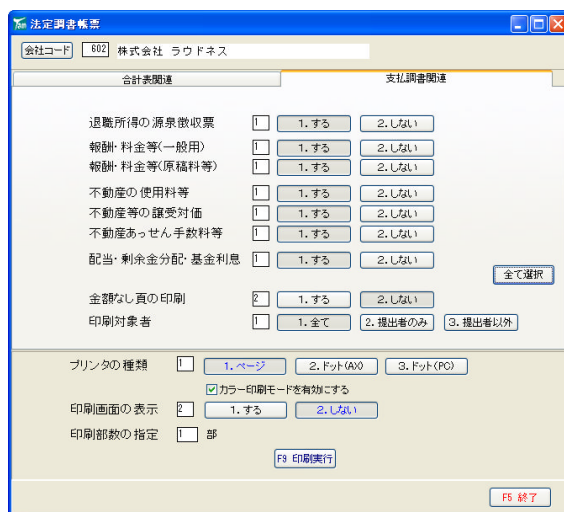 法定調書帳票
会社コード 602 株式会社 ラウドネス
合計表関連 支払調書関連
退職所得の源泉徴収票 1 1.する 2.しない
報酬・料金等(一般用) 1 1.する 2.しない
報酬・料金等(原稿料等) 1 1.する 2.しない
不動産の使用料等 1 1.する 2.しない
不動産等の譲受対価 1 1.する 2.しない
不動産あっせん手数料等 1 1.する 2.しない
配当・剰余金分配・基金利息 1 1.する 2.しない
全て選択
金額なし頁の印刷 2 1.する 2.しない
印刷対象者 1 1.全て 2.提出者のみ 3.提出者以外
プリンタの種類 1 1.ページ 2.ドット(AX) 3.ドット(PC)
カラー印刷モードを有効にする
印刷画面の表示 2 1.する 2.しない
印刷部数の指定 1 部
F9 印刷実行
F5 終了